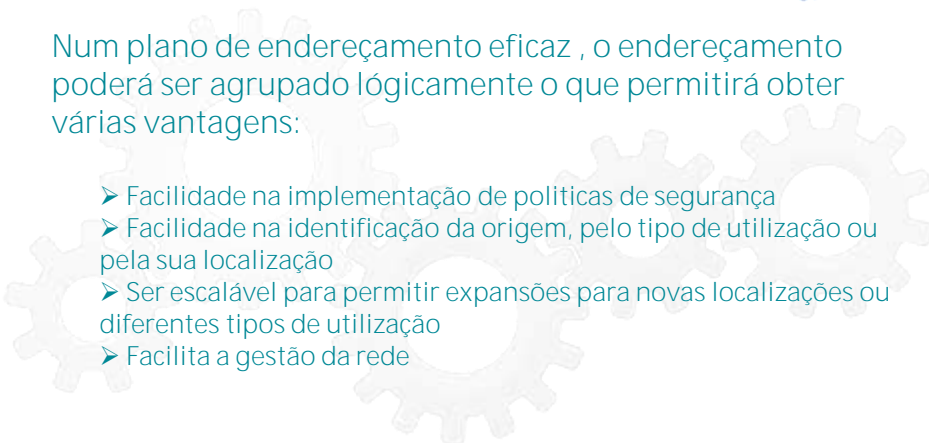 Num plano de endereçamento eficaz , o endereçamento
poderá ser agrupado lógicamente o que permitirá obter
várias vantagens:
➢ Facilidade na implementação de politicas de segurança
➢ Facilidade na identificação da origem, pelo tipo de utilização ou
pela sua localização
➢ Ser escalável para permitir expansões para novas localizações ou
diferentes tipos de utilização
➢ Facilita a gestão da rede